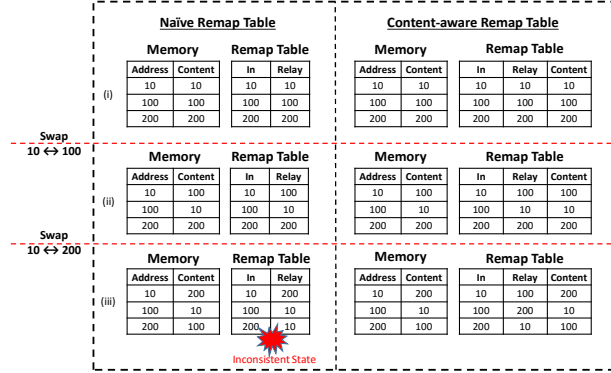 Naïve Remap Table Content-aware Remap Table
Memory Remap Table Memory Remap Table
Address Content In Relay Address Content In Relay Content
10 10 10 10 10 10 10 10 10
(i) 100 100 100 100 100 100 100 100 100
200 200 200 200 200 200 200 200 200
Swap
10 ↔ 100
Memory Remap Table Memory Remap Table
Address Content In Relay Address Content In Relay Content
(ii) 10 100 10 100 10 100 10 100 100
100 10 100 10 100 10 100 10 10
200 200 200 200 200 200 200 200 200
Swap
10 ↔ 200
Memory Remap Table Memory Remap Table
Address Content In Relay Address Content In Relay Content
10 200 10 200 10 200 10 100 200
(iii) 100 10 100 10 100 10 100 200 10
200 100 200 10 200 100 200 10 100
Inconsistent State